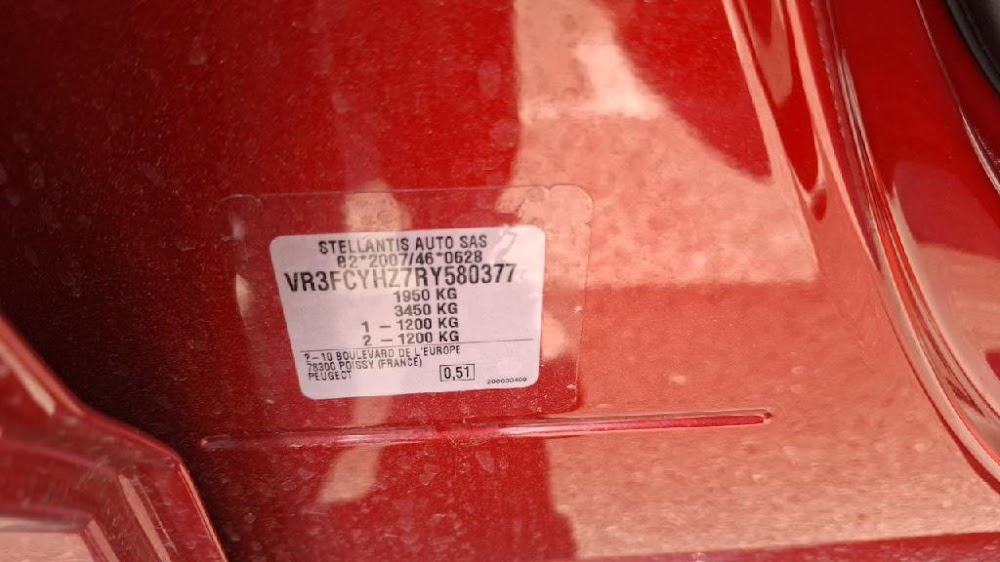 STELLANTIS AUTO SAS
B2*2007/46*0628
VR3FCYHZ7RY580377
1950 KG
3450 KG
1 – 1200 KG
2 – 1200 KG
2–10 BOULEVARD DE L'EUROPE
78300 POISSY (FRANCE)
PEUGEOT
0,51